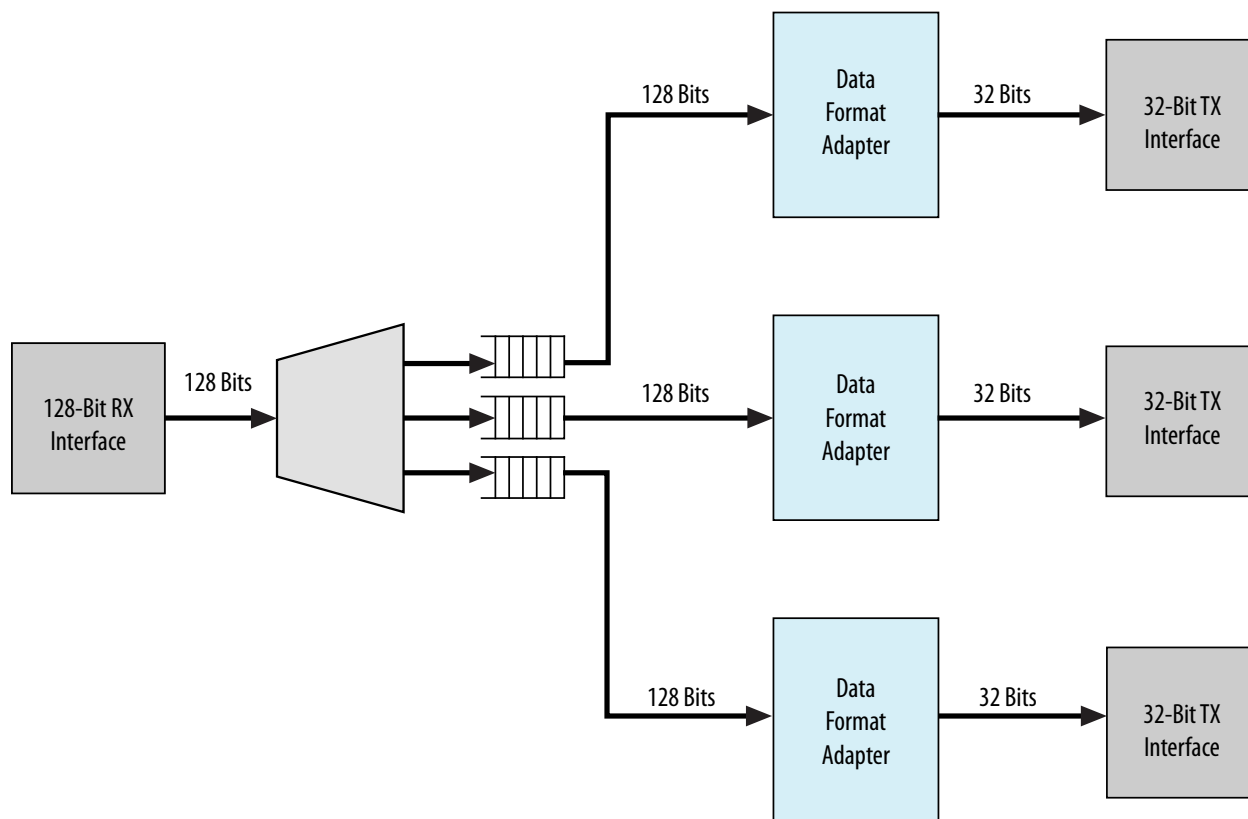 128 Bits
Data
Format
Adapter
32 Bits
32-Bit TX
Interface
128-Bit RX
Interface
128 Bits
128 Bits
Data
Format
Adapter
32 Bits
32-Bit TX
Interface
128 Bits
Data
Format
Adapter
32 Bits
32-Bit TX
Interface